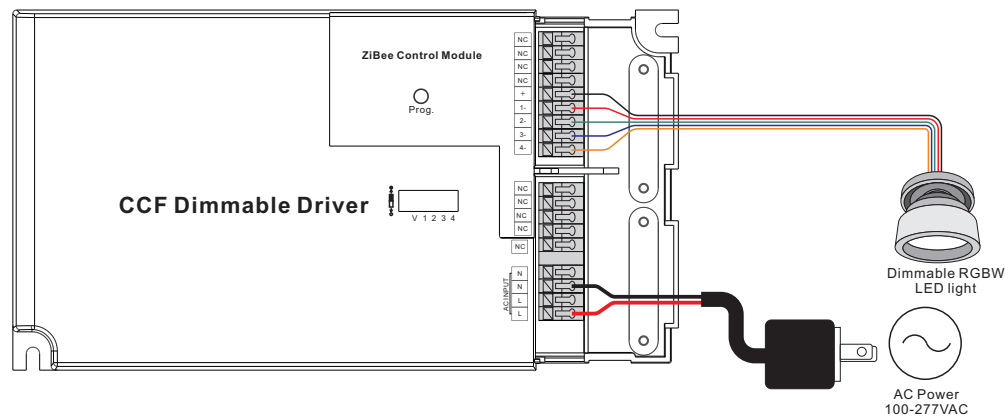 ZiBee Control Module
Prog.
NC
NC
NC
NC
+
1-
2-
3-
4-
CCF Dimmable Driver
V 1 2 3 4
NC
NC
NC
NC
NC
AC INPUT
N
N
L
L
Dimmable RGBW
LED light
AC Power
100-277VAC